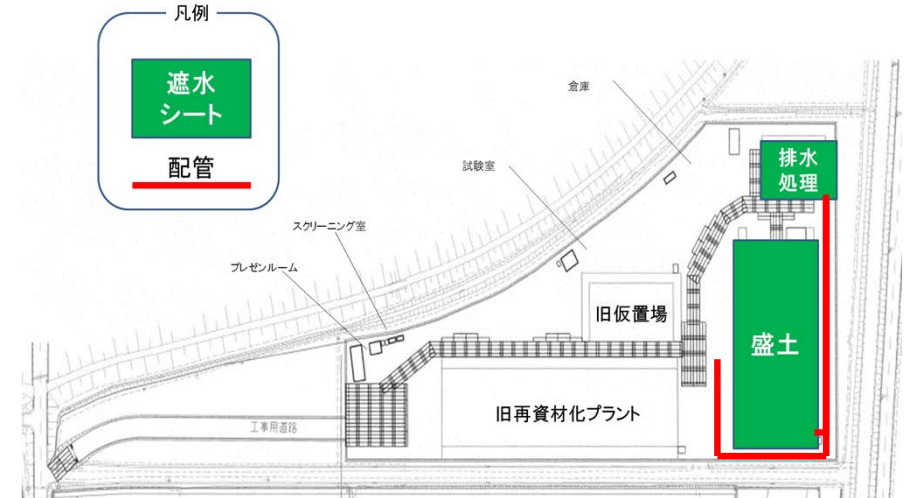 凡例
遮水
シート
配管
倉庫
試験室
スクリーニング室
プレゼンルーム
排水
処理
旧仮置場
盛土
旧再資材化プラント
工事用道路